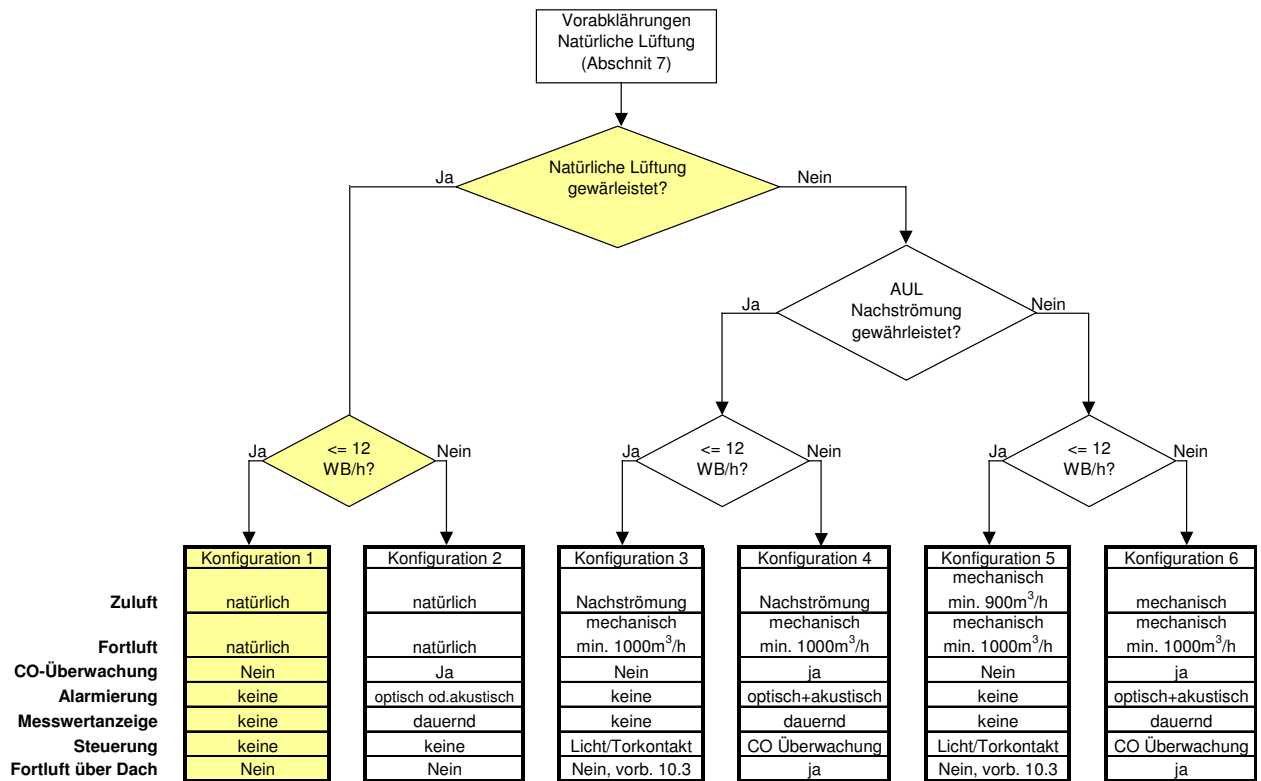 Vorabklährungen
Natürliche Lüftung
(Abschnit 7)
Natürliche Lüftung
gewärleistet?
Ja
Nein
AUL
Nachströmung
gewährleistet?
Ja
Nein
<= 12
WB/h?
Ja
Nein
<= 12
WB/h?
Ja
Nein
<= 12
WB/h?
Ja
Nein
Konfiguration 1 Konfiguration 2 Konfiguration 3 Konfiguration 4 Konfiguration 5 Konfiguration 6
mechanisch
Zuluft natürlich natürlich Nachströmung Nachströmung min. 900m³/h mechanisch
mechanisch mechanisch mechanisch mechanisch
Fortluft natürlich natürlich min. 1000m³/h min. 1000m³/h min. 1000m³/h min. 1000m³/h
CO-Überwachung Nein Ja Nein ja Nein ja
Alarmierung keine optisch od.akustisch keine optisch+akustisch keine optisch+akustisch
Messwertanzeige keine dauernd keine dauernd keine dauernd
Steuerung keine keine Licht/Torkontakt CO Überwachung Licht/Torkontakt CO Überwachung
Fortluft über Dach Nein Nein Nein, vorb. 10.3 ja Nein, vorb. 10.3 ja